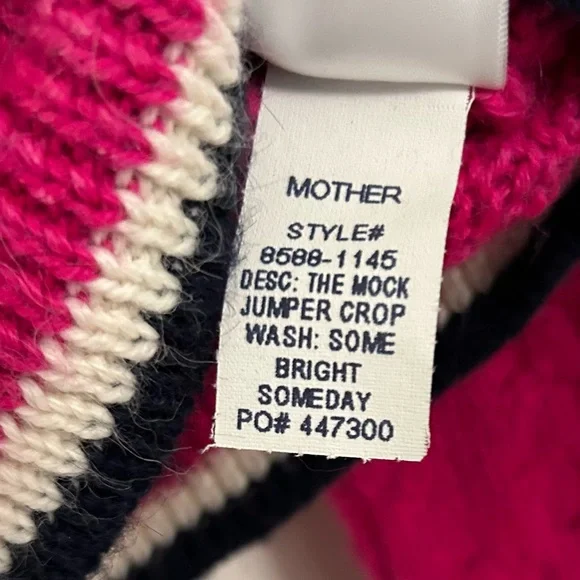 MOTHER
STYLE#
8588-1145
DESC: THE MOCK
JUMPER CROP
WASH: SOME
BRIGHT
SOMEDAY
PO# 447300